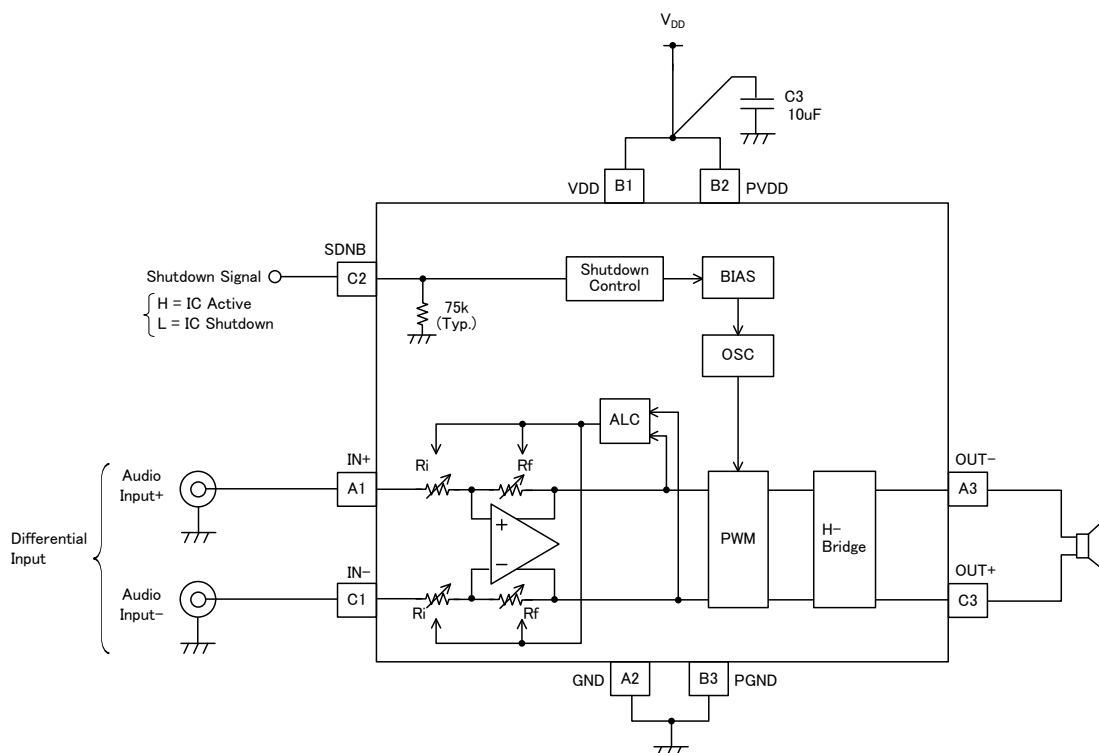 VDD
C3
10uF
VDD
B1
B2
PVDD
SDNB
Shutdown Signal
C2
H = IC Active
L = IC Shutdown
75k
(Typ.)
Shutdown
Control
BIAS
OSC
ALC
IN+
Ri
Rf
OUT-
Audio
Input+
A1
A3
Differential
Input
+
−
PWM
H-
Bridge
IN-
OUT+
Audio
Input-
C1
Ri
Rf
C3
GND
A2
B3
PGND